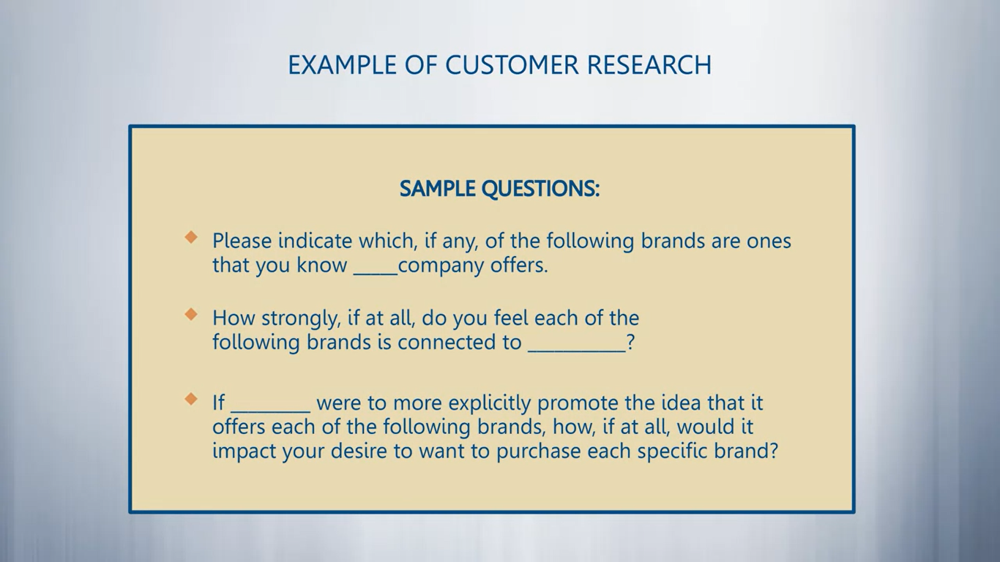 EXAMPLE OF CUSTOMER RESEARCH
SAMPLE QUESTIONS:
Please indicate which, if any, of the following brands are ones
that you know _____company offers.
How strongly, if at all, do you feel each of the
following brands is connected to ___________?
If _________ were to more explicitly promote the idea that it
offers each of the following brands, how, if at all, would it
impact your desire to want to purchase each specific brand?